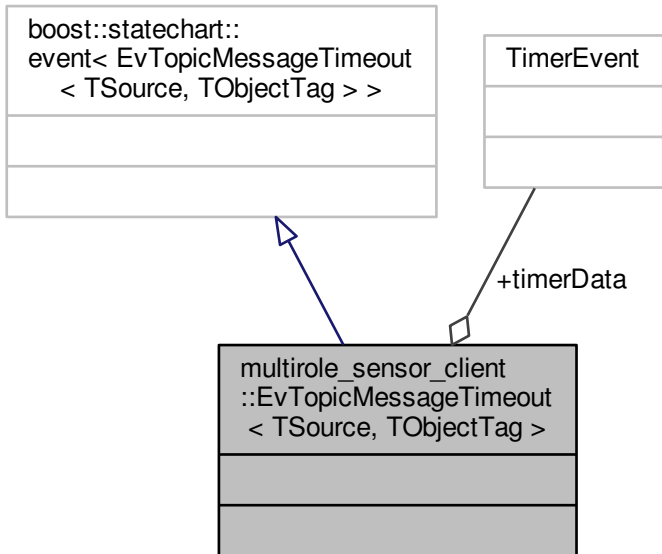 boost::statechart::
event< EvTopicMessageTimeout
< TSource, TObjectTag > >
TimerEvent
+timerData
multirole_sensor_client
::EvTopicMessageTimeout
< TSource, TObjectTag >